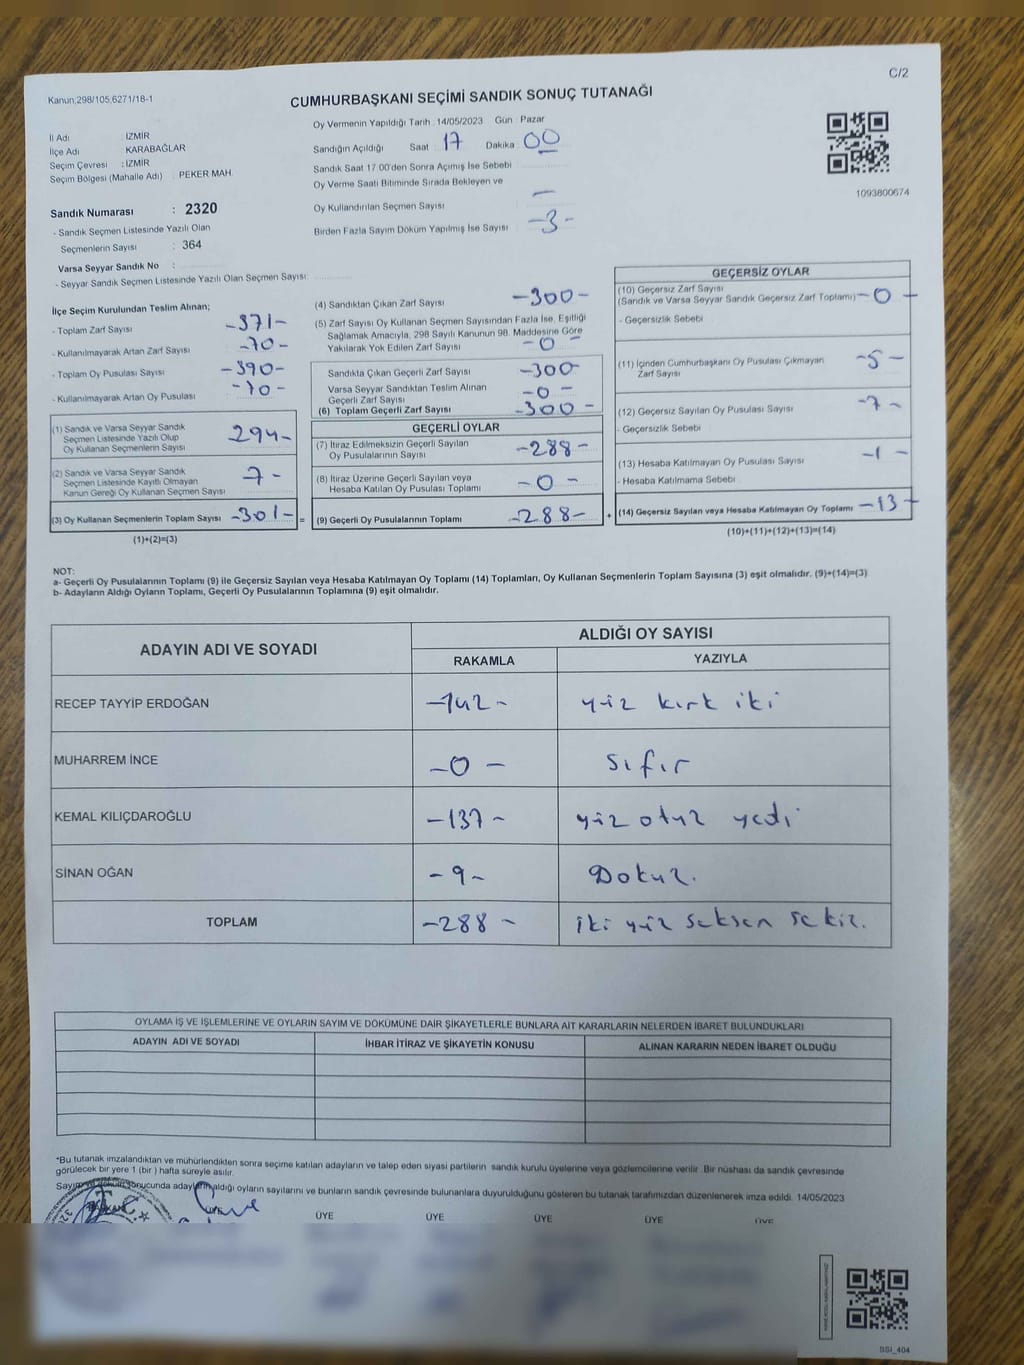 C/2
Kanun,298/105,6271/18-1
CUMHURBAŞKANI SEÇİMİ SANDIK SONUÇ TUTANAĞI
İl Adı : İZMİR
İlçe Adı : KARABAĞLAR
Seçim Çevresi : İZMİR
Seçim Bölgesi (Mahalle Adı) : PEKER MAH.
Sandık Numarası : 2320
- Sandık Seçmen Listesinde Yazılı Olan
Seçmenlerin Sayısı : 364
Varsa Seyyar Sandık No :
- Seyyar Sandık Seçmen Listesinde Yazılı Olan Seçmen Sayısı:
Oy Vermenin Yapıldığı Tarih : 14/05/2023 Gün : Pazar
Sandığın Açıldığı Saat : 17 Dakika : 00
Sandık Saat 17.00'den Sonra Açımış İse Sebebi
Oy Verme Saati Bitiminde Sırada Bekleyen ve
Oy Kullandırılan Seçmen Sayısı : —
Birden Fazla Sayım Döküm Yapılmış İse Sayısı : -3-
1093800674
İlçe Seçim Kurulundan Teslim Alınan;
- Toplam Zarf Sayısı : -371-
- Kullanılmayarak Artan Zarf Sayısı : -70-
- Toplam Oy Pusulası Sayısı : -390-
- Kullanılmayarak Artan Oy Pusulası : -70-
(1) Sandık ve Varsa Seyyar Sandık
Seçmen Listesinde Yazılı Olup
Oy Kullanan Seçmenlerin Sayısı 294-
(2) Sandık ve Varsa Seyyar Sandık
Seçmen Listesinde Kayıtlı Olmayan
Kanun Gereği Oy Kullanan Seçmen Sayısı 7-
(3) Oy Kullanan Seçmenlerin Toplam Sayısı -301- =
(1)+(2)=(3)
(4) Sandıktan Çıkan Zarf Sayısı : -300-
(5) Zarf Sayısı Oy Kullanan Seçmen Sayısından Fazla İse, Eşitliği
Sağlamak Amacıyla, 298 Sayılı Kanunun 98. Maddesine Göre
Yakılarak Yok Edilen Zarf Sayısı : -0-
Sandıkta Çıkan Geçerli Zarf Sayısı : -300-
Varsa Seyyar Sandıktan Teslim Alınan
Geçerli Zarf Sayısı : -0-
(6) Toplam Geçerli Zarf Sayısı : -300-
GEÇERLİ OYLAR
(7) İtiraz Edilmeksizin Geçerli Sayılan
Oy Pusulalarının Sayısı : -288-
(8) İtiraz Üzerine Geçerli Sayılan veya
Hesaba Katılan Oy Pusulası Toplamı : -0-
(9) Geçerli Oy Pusulalarının Toplamı : -288- +
GEÇERSİZ OYLAR
(10) Geçersiz Zarf Sayısı
(Sandık ve Varsa Seyyar Sandık Geçersiz Zarf Toplamı) -0-
- Geçersizlik Sebebi
(11) İçinden Cumhurbaşkanı Oy Pusulası Çıkmayan
Zarf Sayısı : -5-
(12) Geçersiz Sayılan Oy Pusulası Sayısı : -7-
- Geçersizlik Sebebi
(13) Hesaba Katılmayan Oy Pusulası Sayısı : -1-
- Hesaba Katılmama Sebebi
(14) Geçersiz Sayılan veya Hesaba Katılmayan Oy Toplamı -13-
(10)+(11)+(12)+(13)=(14)
NOT:
a- Geçerli Oy Pusulalarının Toplamı (9) ile Geçersiz Sayılan veya Hesaba Katılmayan Oy Toplamı (14) Toplamları, Oy Kullanan Seçmenlerin Toplam Sayısına (3) eşit olmalıdır. (9)+(14)=(3)
b- Adayların Aldığı Oyların Toplamı, Geçerli Oy Pusulalarının Toplamına (9) eşit olmalıdır.
ADAYIN ADI VE SOYADI ALDIĞI OY SAYISI
RAKAMLA YAZIYLA
RECEP TAYYİP ERDOĞAN -142- yüz kırk iki
MUHARREM İNCE -0- sıfır
KEMAL KILIÇDAROĞLU -137- yüz otuz yedi
SİNAN OĞAN -9- Dokuz.
TOPLAM -288- iki yüz seksen sekiz.
OYLAMA İŞ VE İŞLEMLERİNE VE OYLARIN SAYIM VE DÖKÜMÜNE DAİR ŞİKAYETLERLE BUNLARA AİT KARARLARIN NELERDEN İBARET BULUNDUKLARI
ADAYIN ADI VE SOYADI İHBAR İTİRAZ VE ŞİKAYETİN KONUSU ALINAN KARARIN NEDEN İBARET OLDUĞU
*Bu tutanak imzalandıktan ve mühürlendikten sonra seçime katılan adayların ve talep eden siyasi partilerin sandık kurulu üyelerine veya gözlemcilerine verilir. Bir nüshası da sandık çevresinde
görülecek bir yere 1 (bir ) hafta süreyle asılır.
Sayım ve döküm sonucunda adayların aldığı oyların sayılarını ve bunların sandık çevresinde bulunanlara duyurulduğunu gösteren bu tutanak tarafımızdan düzenlenerek imza edildi. 14/05/2023
BAŞKAN ÜYE ÜYE ÜYE ÜYE ÜYE ÜYE
SSİ_404